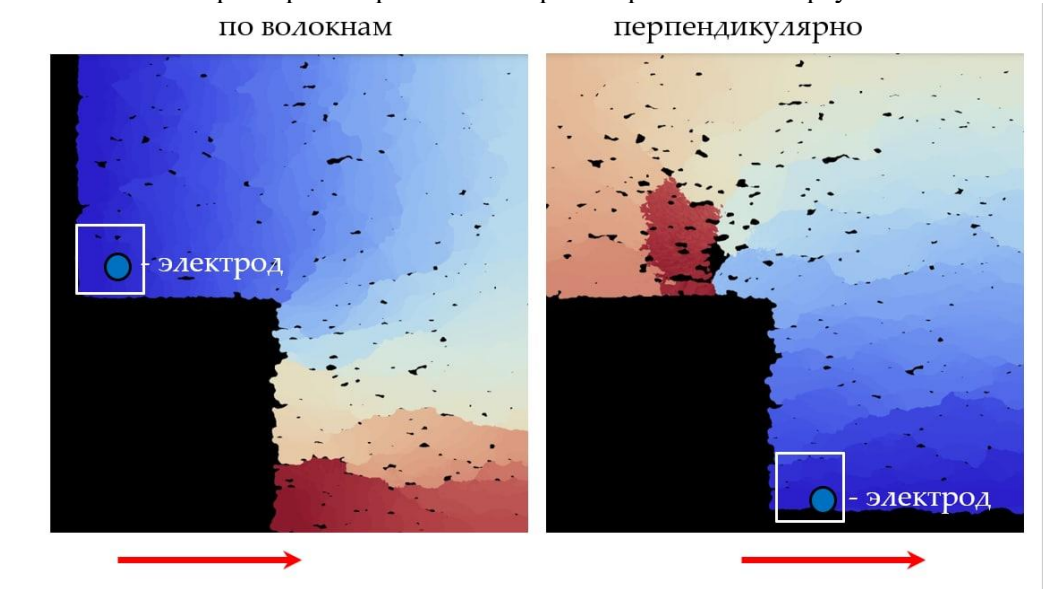 по волокнам
перпендикулярно
- электрод
- электрод